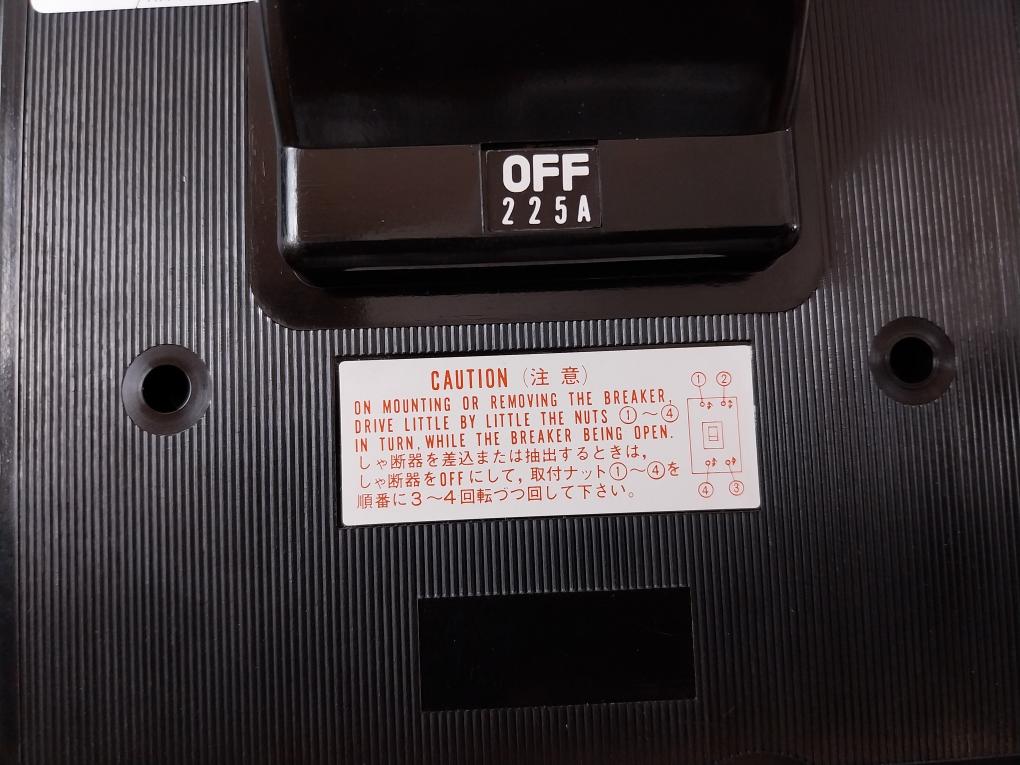 OFF
225A
CAUTION (注意)
ON MOUNTING OR REMOVING THE BREAKER,
DRIVE LITTLE BY LITTLE THE NUTS ①〜④
IN TURN, WHILE THE BREAKER BEING OPEN.
しゃ断器を差込または抽出するときは,
しゃ断器をOFFにして, 取付ナット①〜④を
順番に3〜4回転づつ回して下さい。
① ②
④ ③